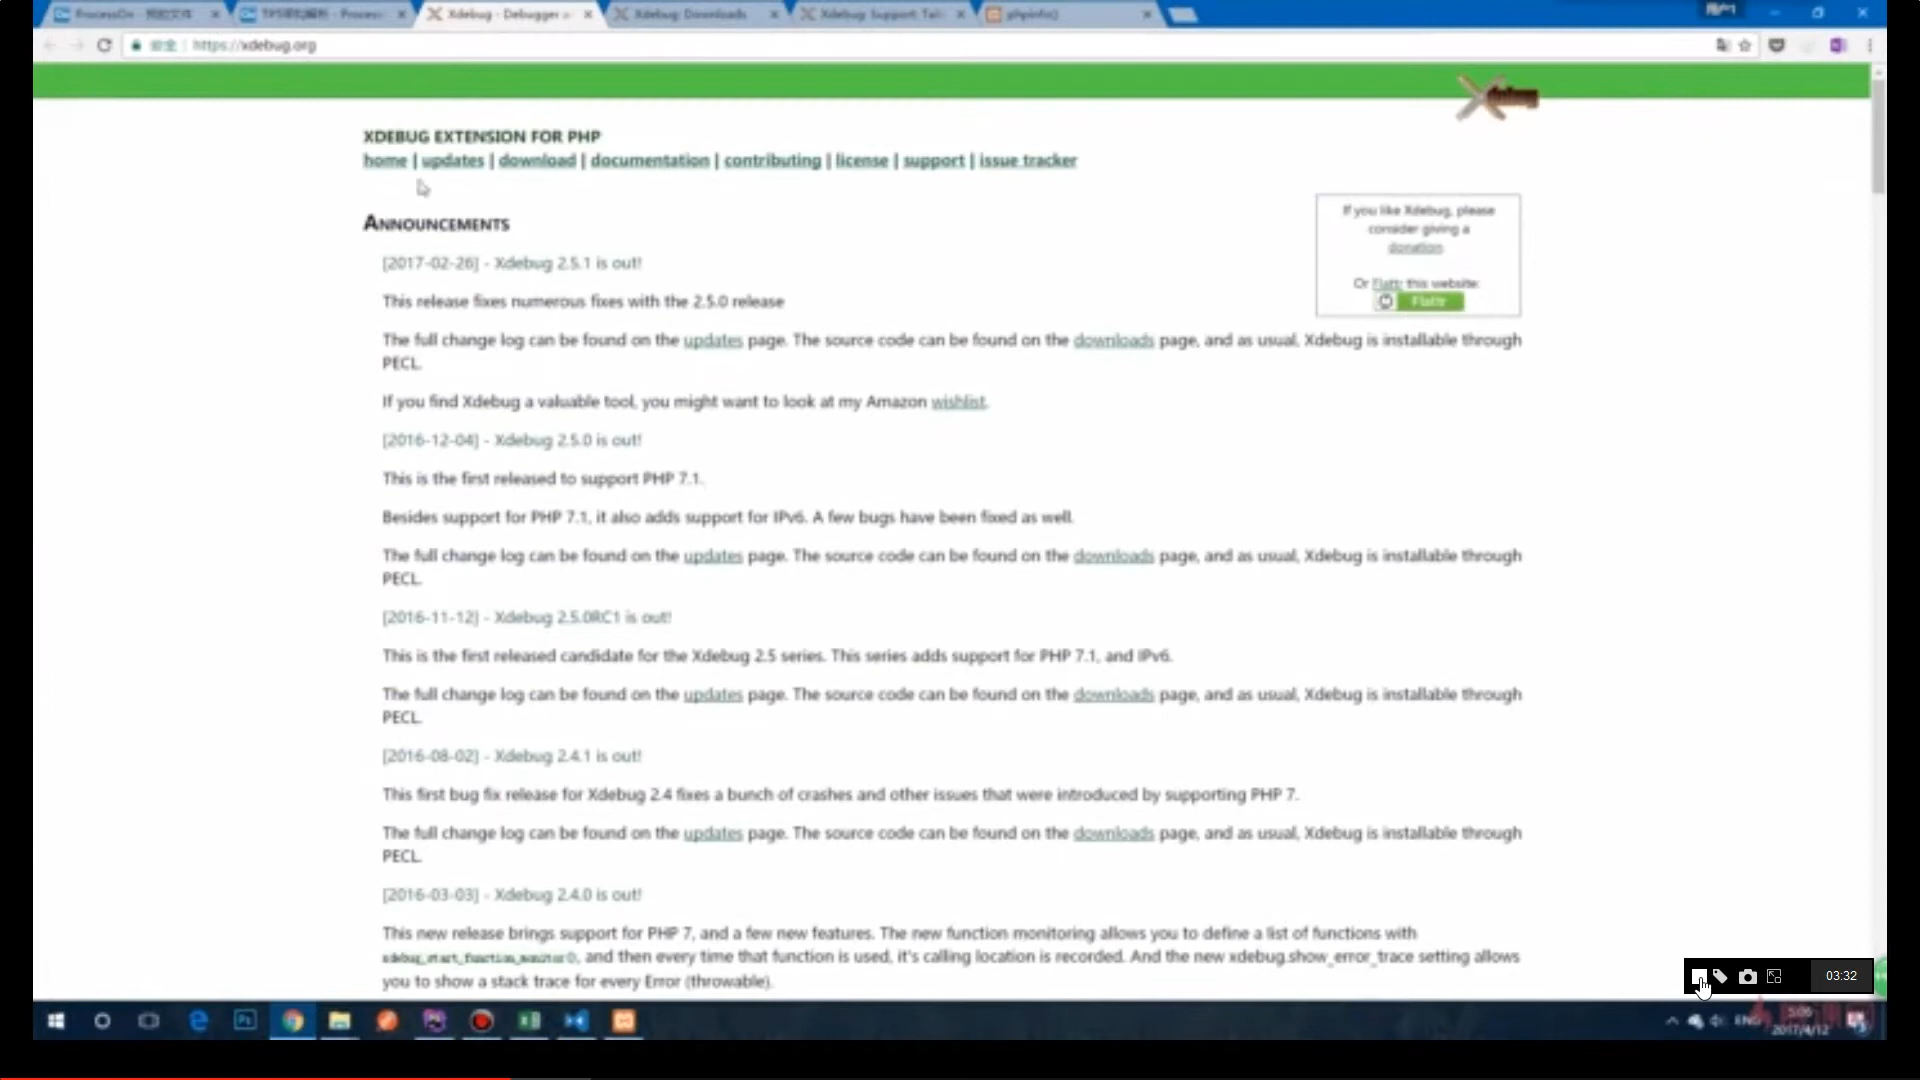 ProcessOn
Xdebug - Debugger
Xdebug: Downloads
Xdebug: Support; Tail
phpinfo()
安全
https://xdebug.org
XDEBUG EXTENSION FOR PHP
home | updates | download | documentation | contributing | license | support | issue tracker
ANNOUNCEMENTS
If you like Xdebug, please
consider giving a
donation.
Or Flattr this website:
Flattr
[2017-02-26] - Xdebug 2.5.1 is out!
This release fixes numerous fixes with the 2.5.0 release
The full change log can be found on the updates page. The source code can be found on the downloads page, and as usual, Xdebug is installable through
PECL.
If you find Xdebug a valuable tool, you might want to look at my Amazon wishlist.
[2016-12-04] - Xdebug 2.5.0 is out!
This is the first released to support PHP 7.1.
Besides support for PHP 7.1, it also adds support for IPv6. A few bugs have been fixed as well.
The full change log can be found on the updates page. The source code can be found on the downloads page, and as usual, Xdebug is installable through
PECL.
[2016-11-12] - Xdebug 2.5.0RC1 is out!
This is the first released candidate for the Xdebug 2.5 series. This series adds support for PHP 7.1, and IPv6.
The full change log can be found on the updates page. The source code can be found on the downloads page, and as usual, Xdebug is installable through
PECL.
[2016-08-02] - Xdebug 2.4.1 is out!
This first bug fix release for Xdebug 2.4 fixes a bunch of crashes and other issues that were introduced by supporting PHP 7.
The full change log can be found on the updates page. The source code can be found on the downloads page, and as usual, Xdebug is installable through
PECL.
[2016-03-03] - Xdebug 2.4.0 is out!
This new release brings support for PHP 7, and a few new features. The new function monitoring allows you to define a list of functions with
xdebug_start_function_monitor(), and then every time that function is used, it's calling location is recorded. And the new xdebug.show_error_trace setting allows
you to show a stack trace for every Error (throwable).
03:32
ENG
5:06
2017/4/12